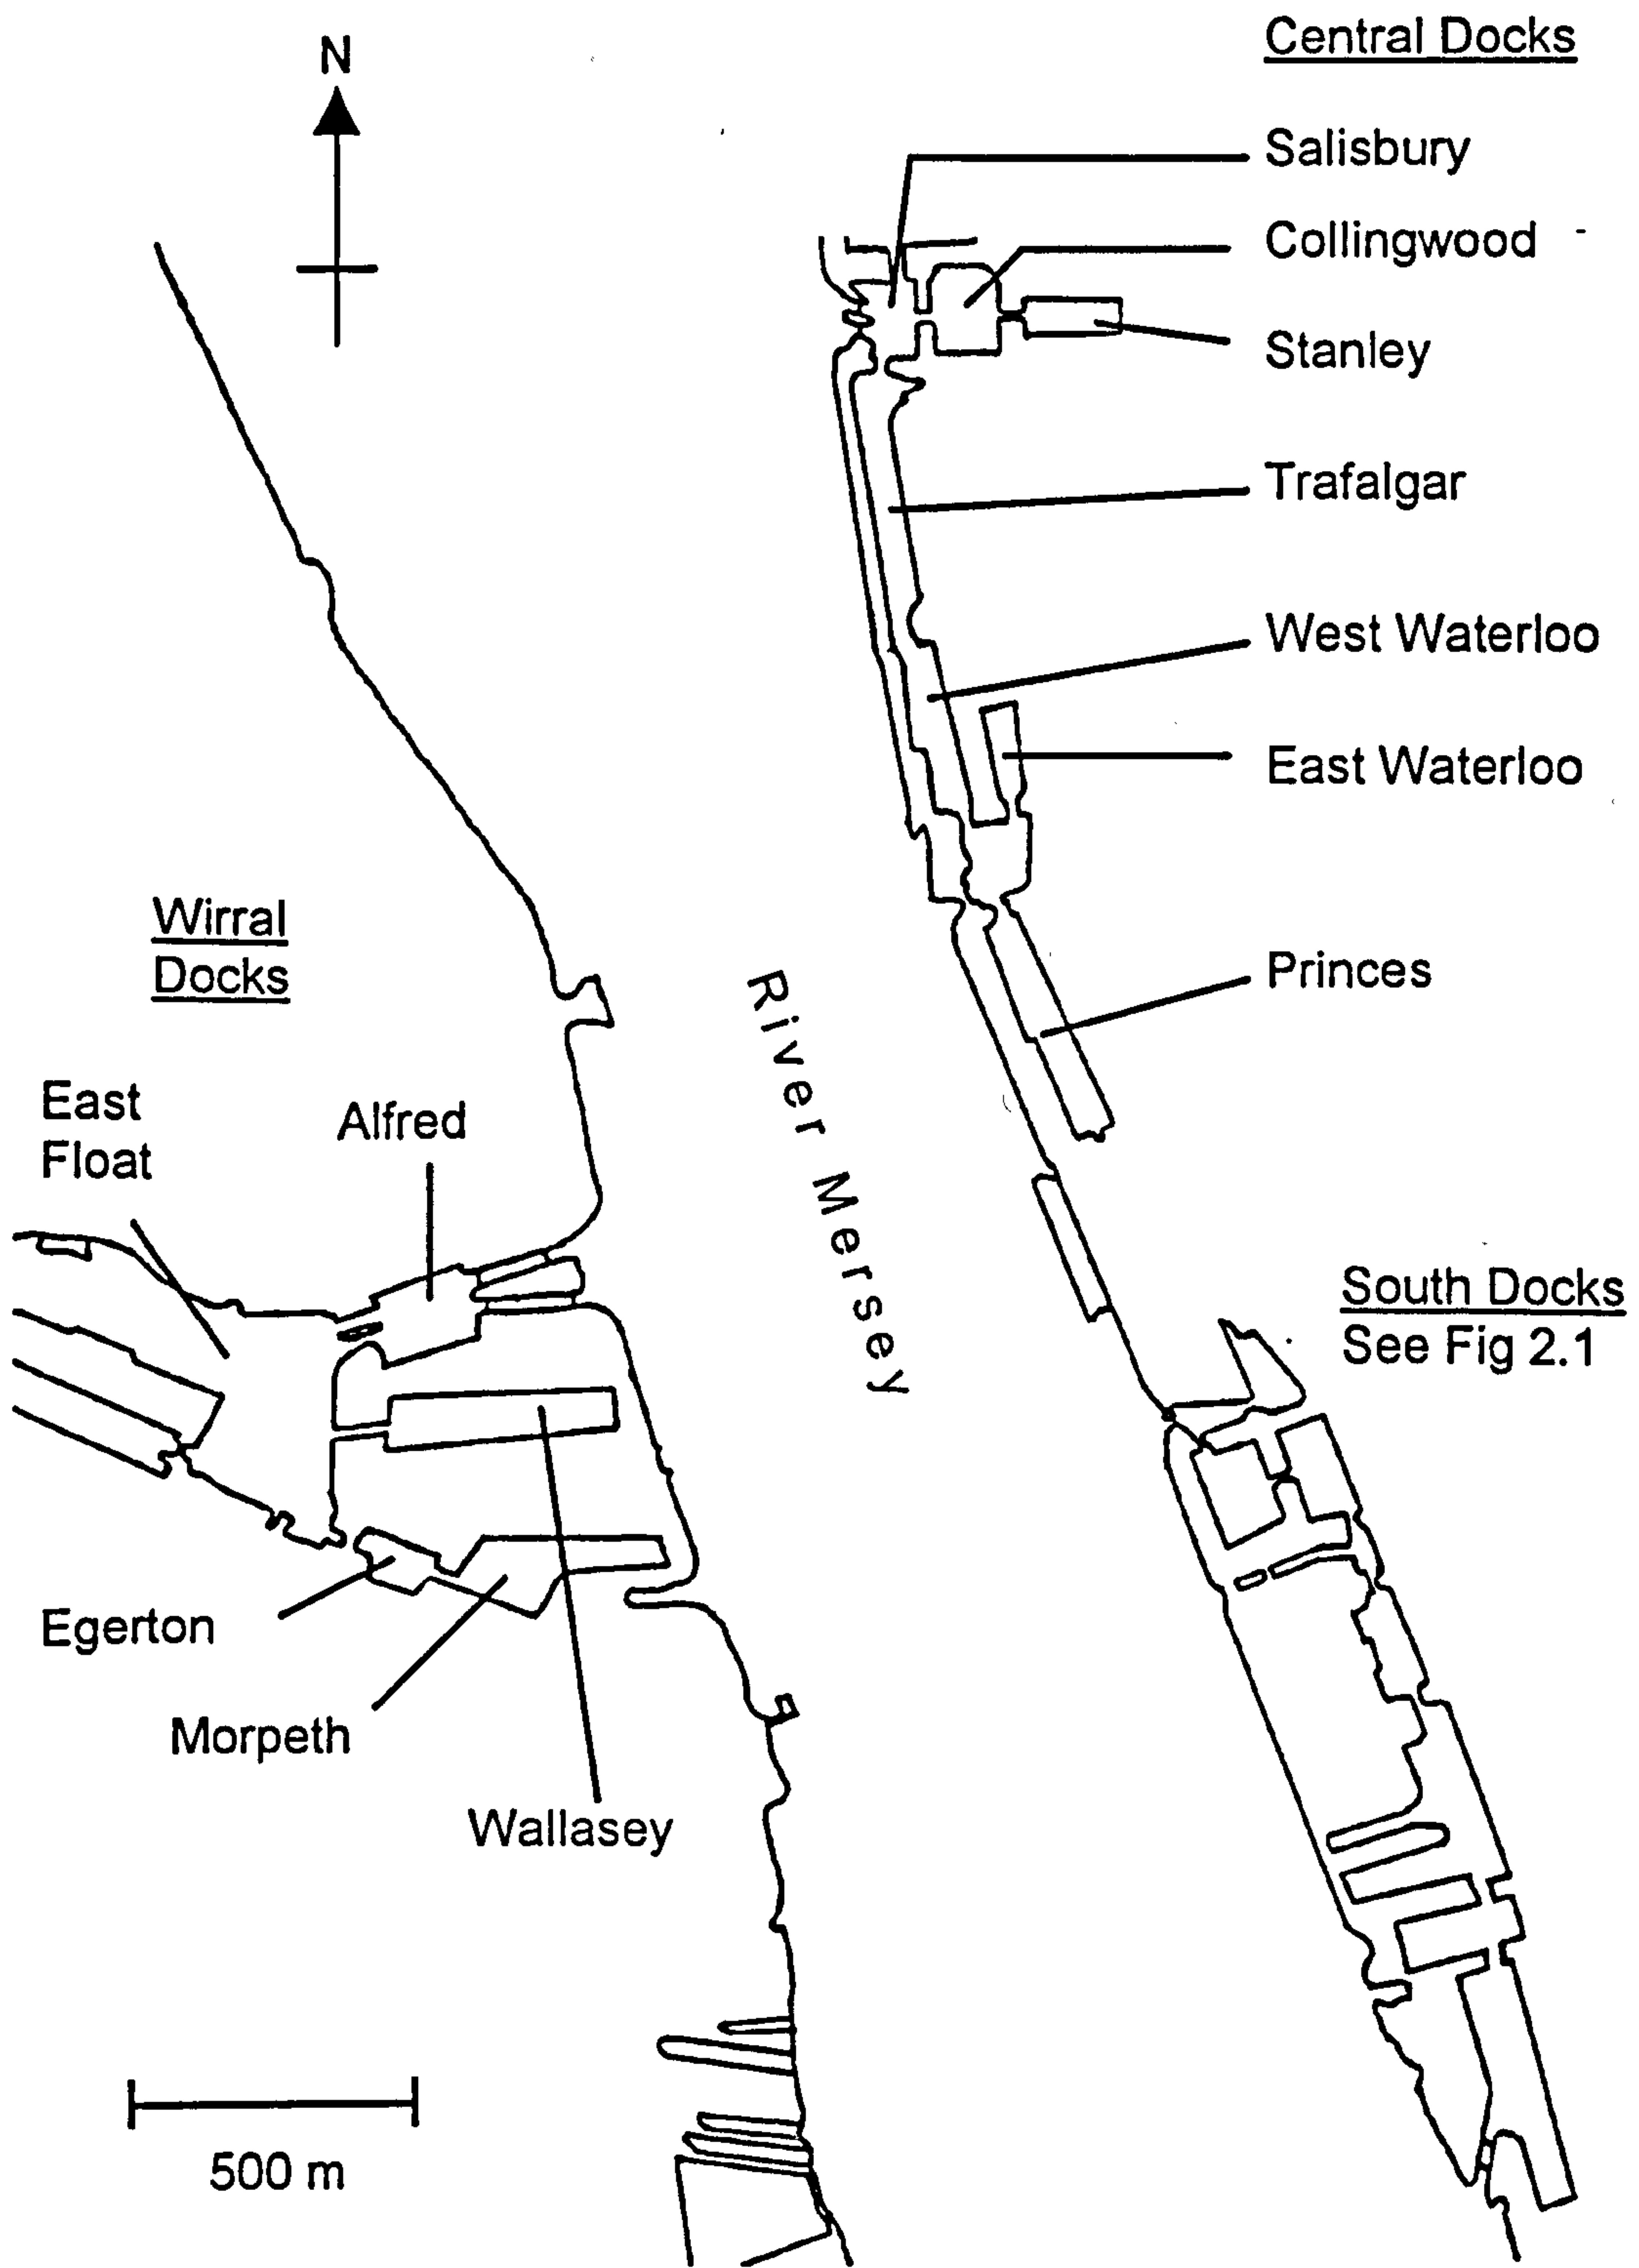 N
Central Docks
Salisbury
Collingwood
Stanley
Trafalgar
West Waterloo
East Waterloo
Princes
Wirral
Docks
River Mersey
East
Float
Alfred
South Docks
See Fig 2.1
Egerton
Morpeth
Wallasey
500 m